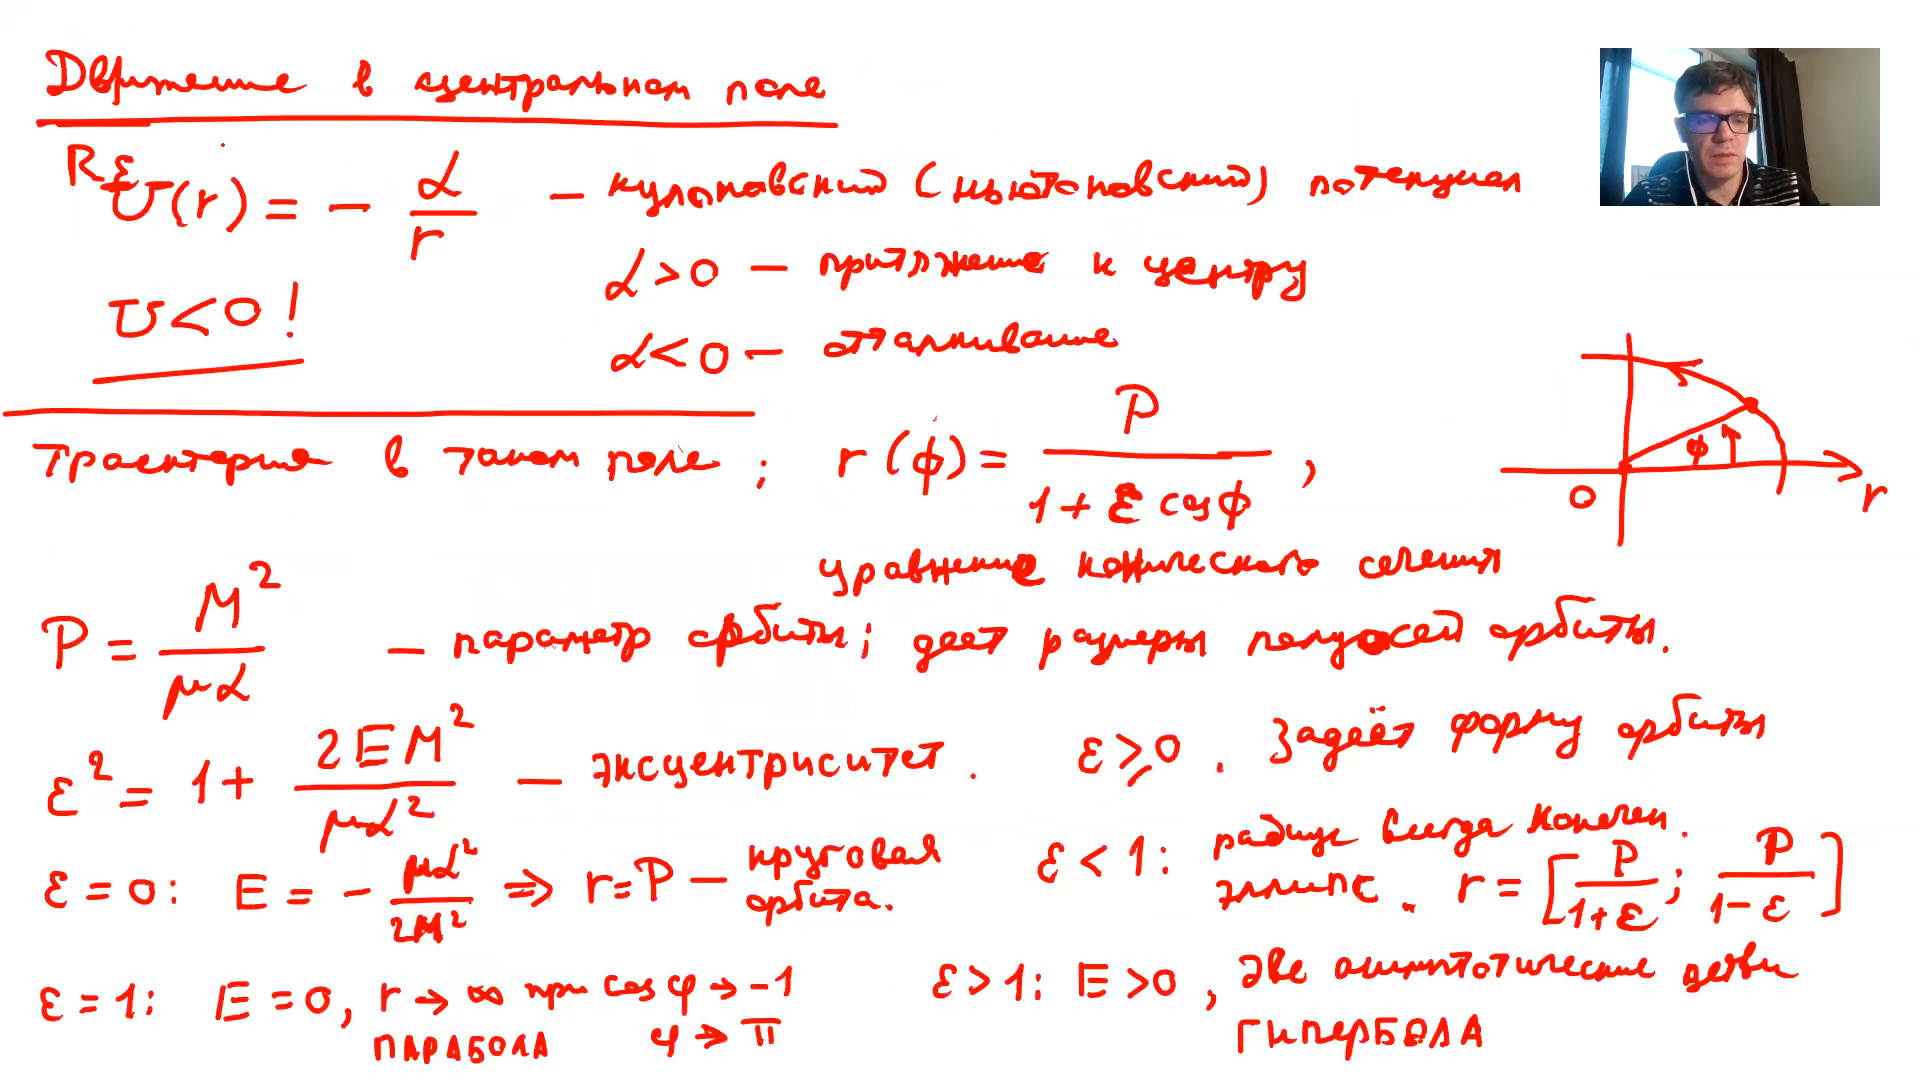 Движение в центральном поле
Rε
U(r) = - α/r – кулоновский (ньютоновский) потенциал
α > 0 – притяжение к центру
U < 0 !
α < 0 – отталкивание
Траектория в таком поле ; r(ϕ) = P/(1 + ε cos ϕ) ,
ϕ
0
r
уравнение конического сечения
P = M²/(μα) – параметр орбиты ; дает размеры полуосей орбиты.
ε² = 1 + 2EM²/(μα²) – эксцентриситет . ε ≥ 0 . Задаёт форму орбиты
ε = 0 : E = - μα²/(2M²) ⇒ r = P – круговая орбита.
ε < 1 : радиус всегда конечен.
эллипс . r = [P/(1+ε) ; P/(1-ε)]
ε = 1 : E = 0 , r → ∞ при cos φ → -1
ПАРАБОЛА φ → π
ε > 1 : E > 0 , две асимптотические ветви
ГИПЕРБОЛА